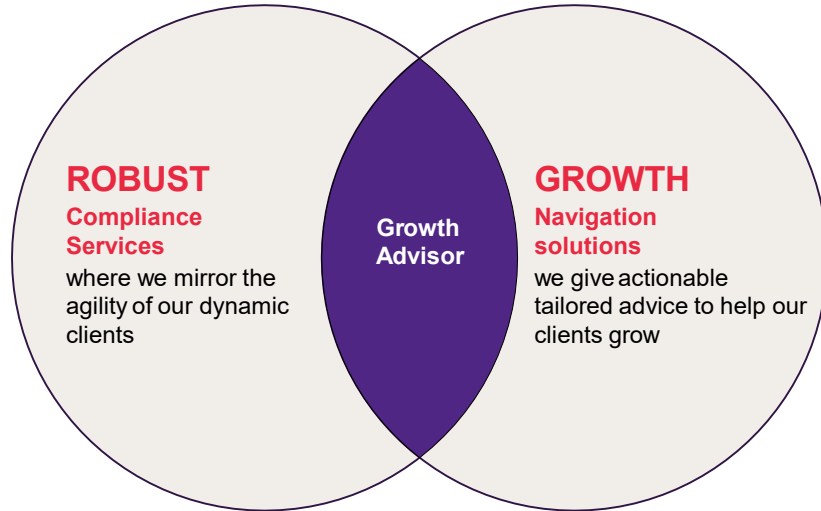 ROBUST
Compliance
Services
where we mirror the
agility of our dynamic
clients
Growth
Advisor
GROWTH
Navigation
solutions
we give actionable
tailored advice to help our
clients grow